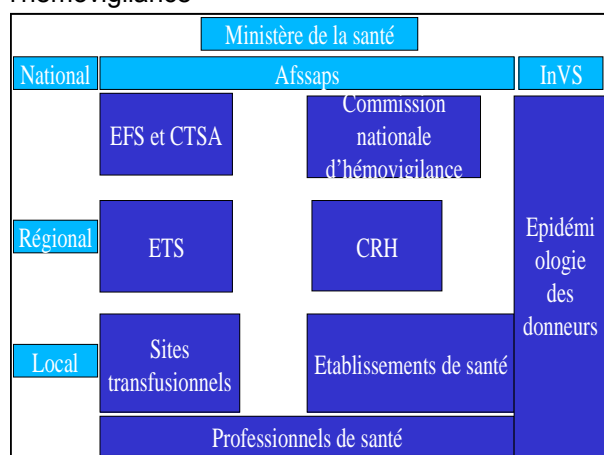 l'hémovigilance
Ministère de la santé
National
Afssaps
InVS
EFS et CTSA
Commission
nationale
d'hémovigilance
Régional
ETS
CRH
Epidémi
ologie
des
donneurs
Local
Sites
transfusionnels
Etablissements de santé
Professionnels de santé